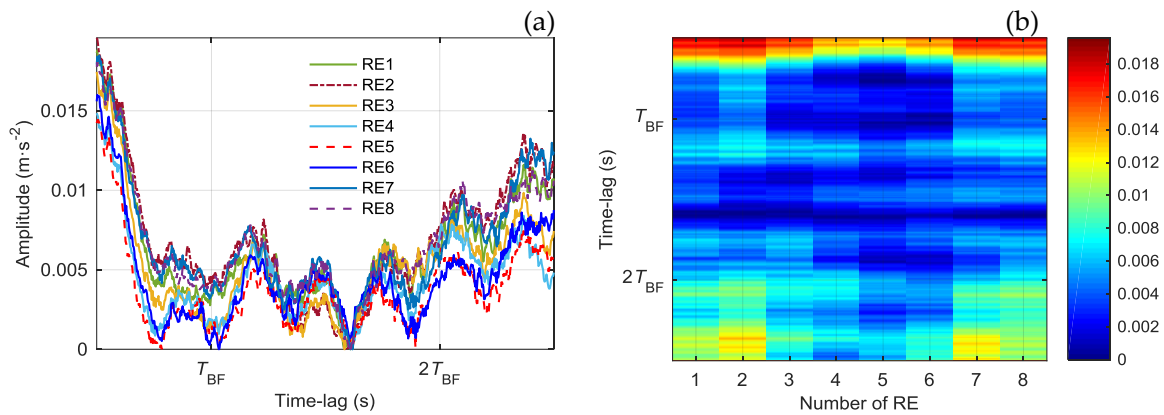 (a)
Amplitude (m·s⁻²)
0.015
0.01
0.005
0
RE1
RE2
RE3
RE4
RE5
RE6
RE7
RE8
T_BF
2T_BF
Time-lag (s)
(b)
Time-lag (s)
T_BF
2T_BF
1 2 3 4 5 6 7 8
Number of RE
0.018
0.016
0.014
0.012
0.01
0.008
0.006
0.004
0.002
0